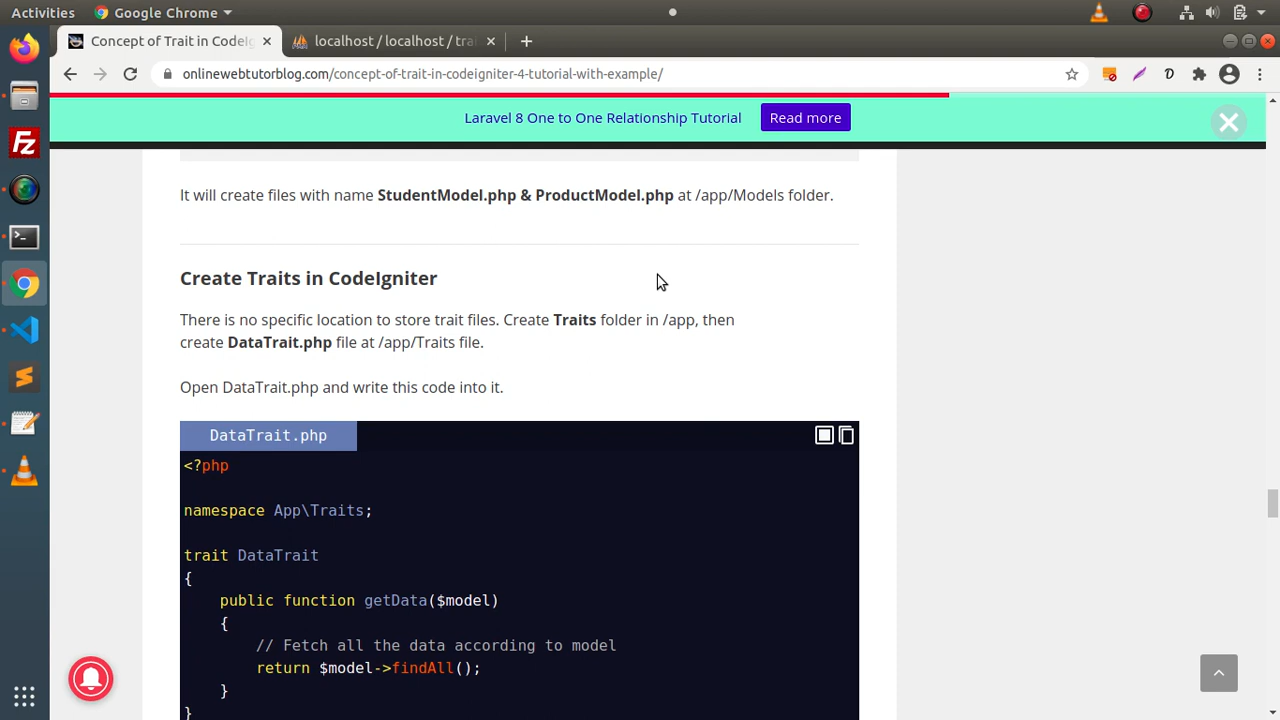 Activities
Google Chrome
Concept of Trait in CodeIg
localhost / localhost / tra
onlinewebtutorblog.com/concept-of-trait-in-codeigniter-4-tutorial-with-example/
Laravel 8 One to One Relationship Tutorial
Read more
It will create files with name StudentModel.php & ProductModel.php at /app/Models folder.
Create Traits in CodeIgniter
There is no specific location to store trait files. Create Traits folder in /app, then
create DataTrait.php file at /app/Traits file.
Open DataTrait.php and write this code into it.
DataTrait.php
<?php
namespace App\Traits;
trait DataTrait
{
public function getData($model)
{
// Fetch all the data according to model
return $model->findAll();
}
}